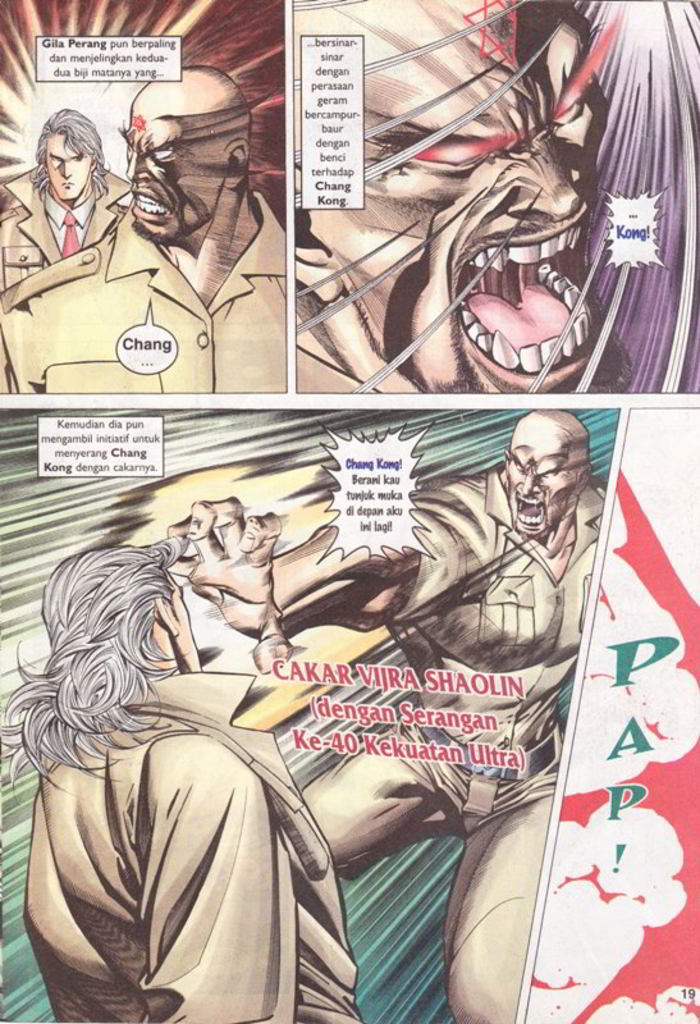 Gila Perang pun berpaling
dan menjelingkan kedua-
dua biji matanya yang...
Chang
...
...bersinar-
sinar
dengan
perasaan
geram
bercampur-
baur
dengan
benci
terhadap
Chang
Kong.
...
Kong!
Kemudian dia pun
mengambil initiatif untuk
menyerang Chang
Kong dengan cakarnya.
Chang Kong!
Berani kau
tunjuk muka
di depan aku
ini lagi!
CAKAR VIJRA SHAOLIN
(dengan Serangan
Ke-40 Kekuatan Ultra)
PAP!
19